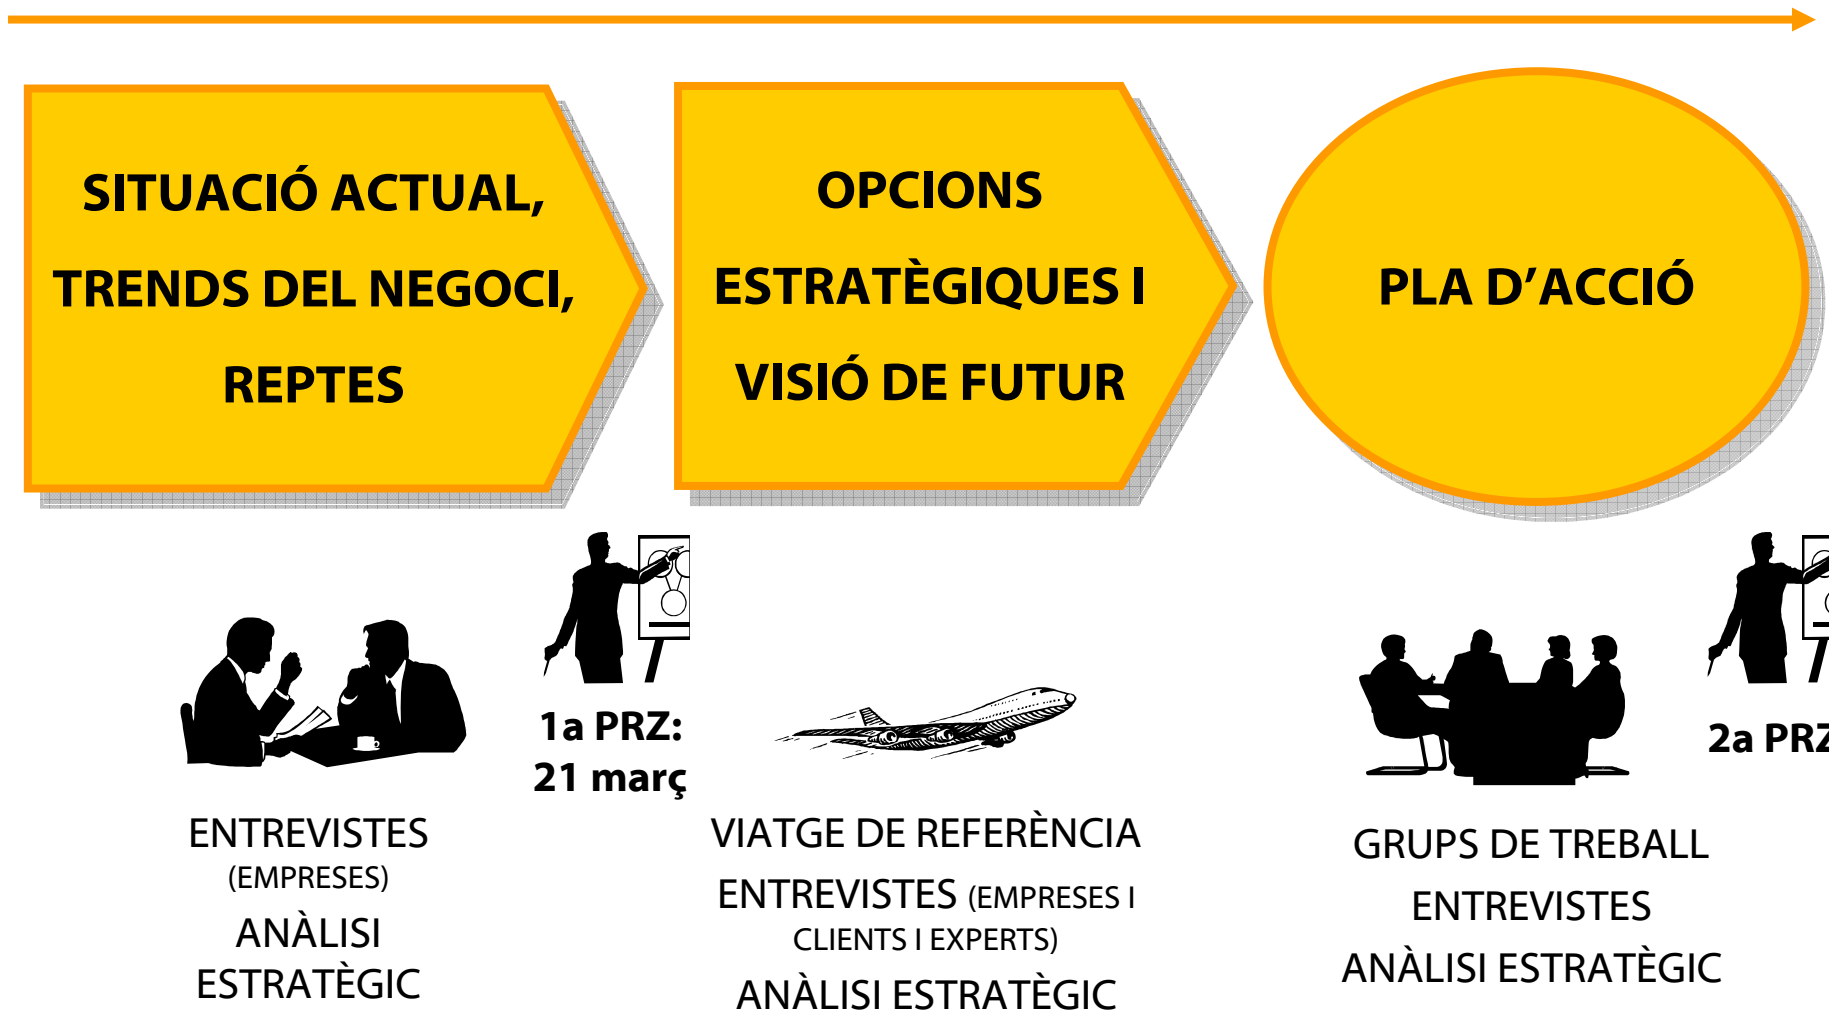 SITUACIÓ ACTUAL,
TRENDS DEL NEGOCI,
REPTES
OPCIONS
ESTRATÈGIQUES I
VISIÓ DE FUTUR
PLA D’ACCIÓ
1a PRZ:
21 març
2a PRZ
ENTREVISTES
(EMPRESES)
ANÀLISI
ESTRATÈGIC
VIATGE DE REFERÈNCIA
ENTREVISTES (EMPRESES I
CLIENTS I EXPERTS)
ANÀLISI ESTRATÈGIC
GRUPS DE TREBALL
ENTREVISTES
ANÀLISI ESTRATÈGIC